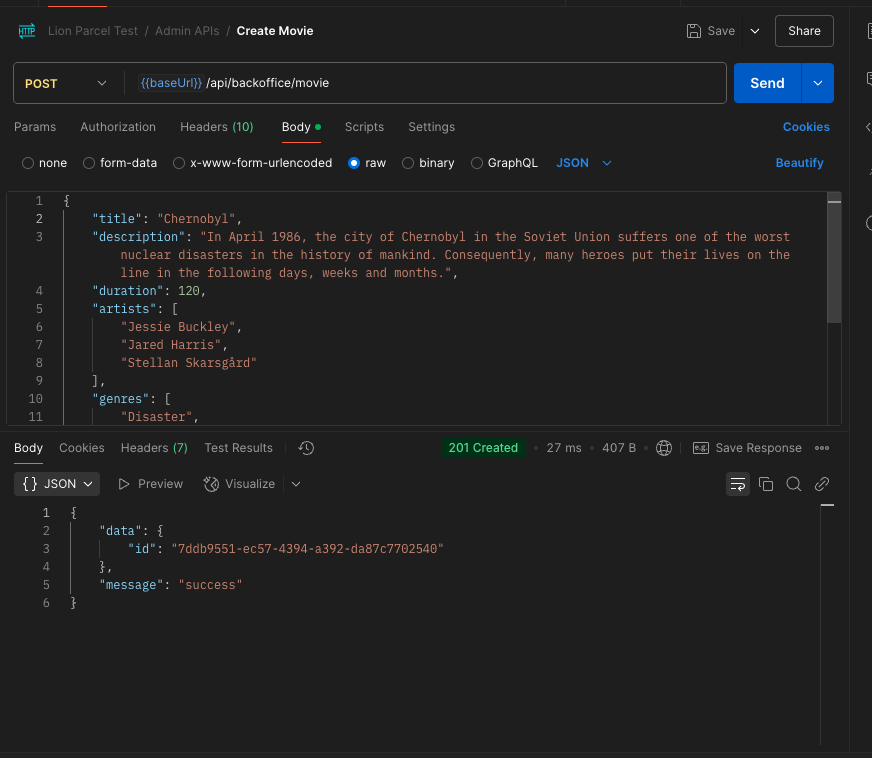 HTTP Lion Parcel Test / Admin APIs / Create Movie Save Share
POST {{baseUrl}} /api/backoffice/movie Send
Params Authorization Headers (10) Body Scripts Settings Cookies
none form-data x-www-form-urlencoded raw binary GraphQL JSON Beautify
1 {
2 "title": "Chernobyl",
3 "description": "In April 1986, the city of Chernobyl in the Soviet Union suffers one of the worst
nuclear disasters in the history of mankind. Consequently, many heroes put their lives on the
line in the following days, weeks and months.",
4 "duration": 120,
5 "artists": [
6 "Jessie Buckley",
7 "Jared Harris",
8 "Stellan Skarsgård"
9 ],
10 "genres": [
11 "Disaster",
Body Cookies Headers (7) Test Results 201 Created 27 ms 407 B e.g. Save Response
{} JSON Preview Visualize
1 {
2 "data": {
3 "id": "7ddb9551-ec57-4394-a392-da87c7702540"
4 },
5 "message": "success"
6 }